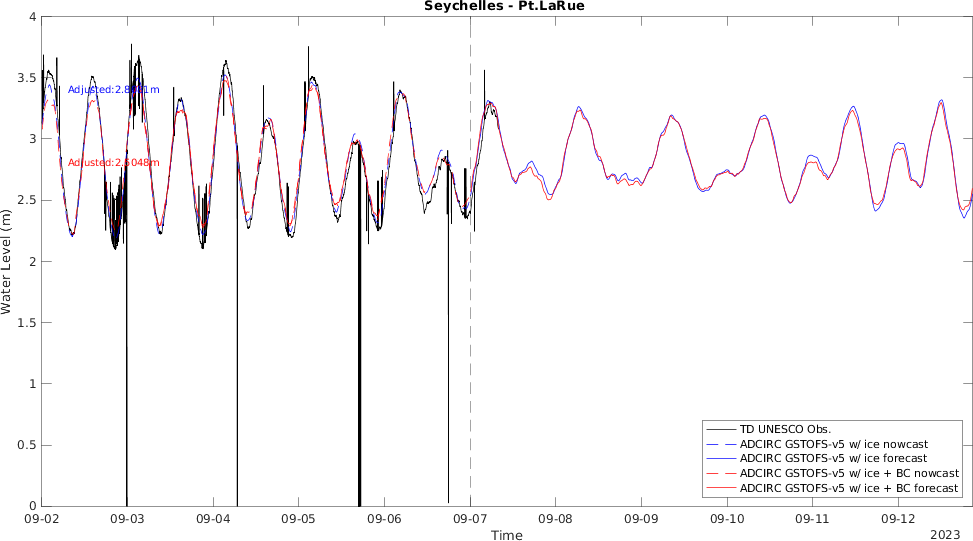 Seychelles - Pt.LaRue
Water Level (m)
4
3.5
3
2.5
2
1.5
1
0.5
0
Adjusted:2.5048m
TD UNESCO Obs.
ADCIRC GSTOFS-v5 w/ ice nowcast
ADCIRC GSTOFS-v5 w/ ice forecast
ADCIRC GSTOFS-v5 w/ ice + BC nowcast
ADCIRC GSTOFS-v5 w/ ice + BC forecast
09-02 09-03 09-04 09-05 09-06 09-07 09-08 09-09 09-10 09-11 09-12
Time
2023